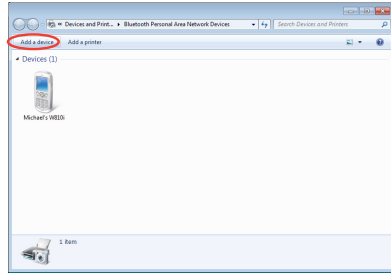 « Devices and Print... ▸ Bluetooth Personal Area Network Devices
Search Devices and Printers
Add a device Add a printer
Devices (1)
Michael's W810i
1 item